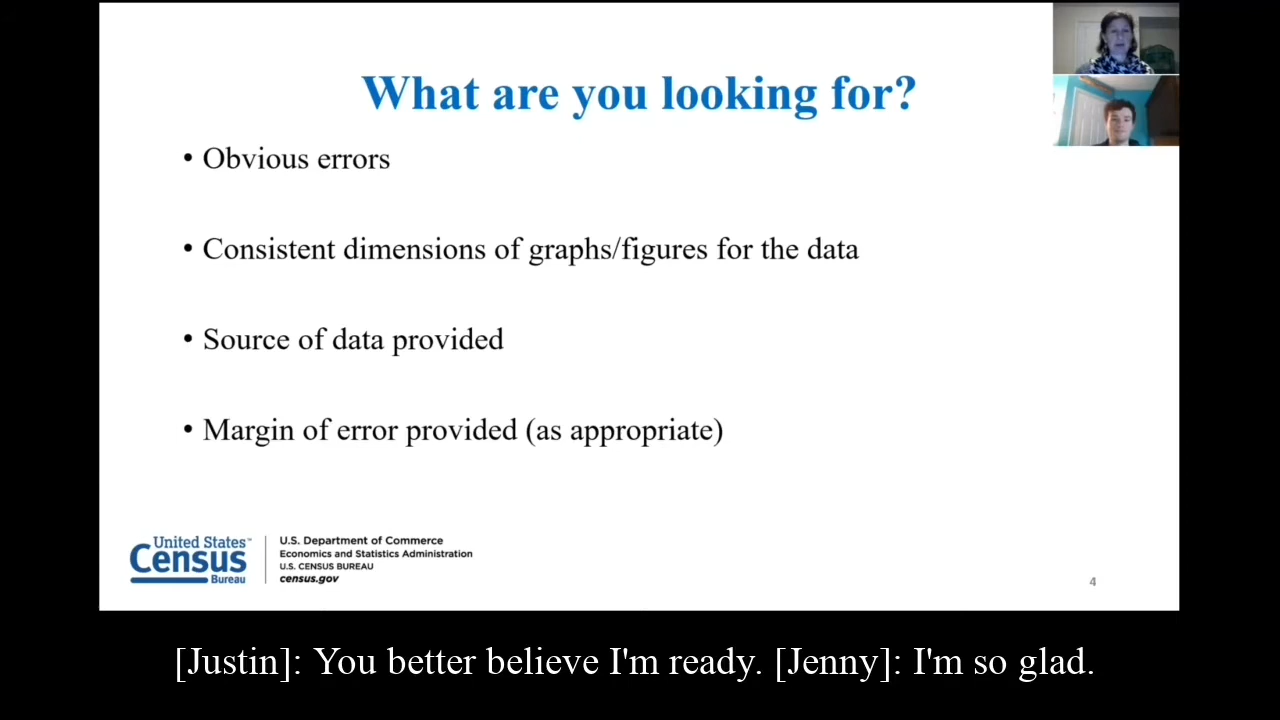 What are you looking for?
• Obvious errors
• Consistent dimensions of graphs/figures for the data
• Source of data provided
• Margin of error provided (as appropriate)
United States™
Census
Bureau
U.S. Department of Commerce
Economics and Statistics Administration
U.S. CENSUS BUREAU
census.gov
4
[Justin]: You better believe I'm ready. [Jenny]: I'm so glad.